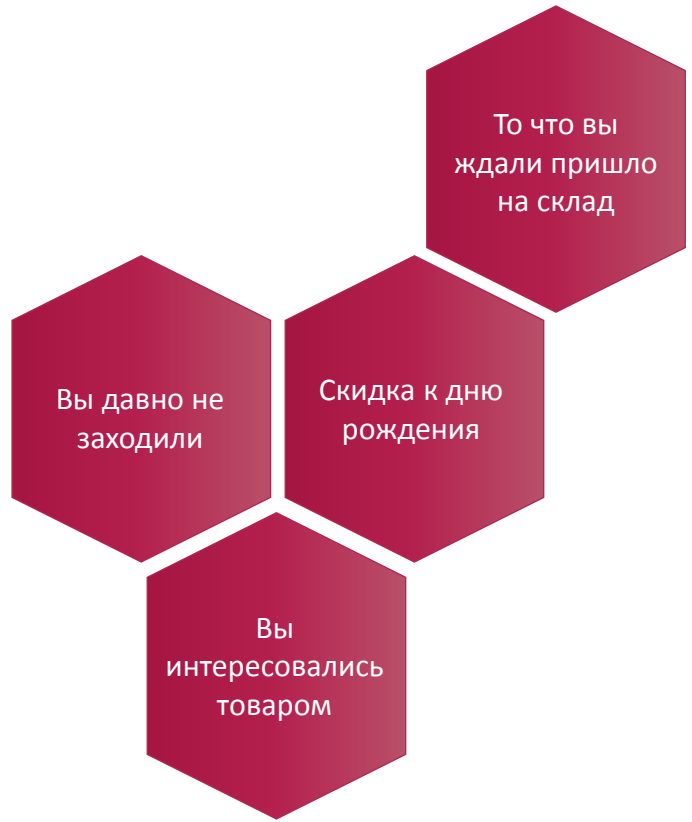 То что вы
ждали пришло
на склад
Вы давно не
заходили
Скидка к дню
рождения
Вы
интересовались
товаром